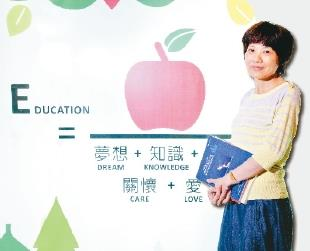 EDUCATION
=
夢想 + 知識 +
DREAM KNOWLEDGE
關懷 + 愛
CARE LOVE